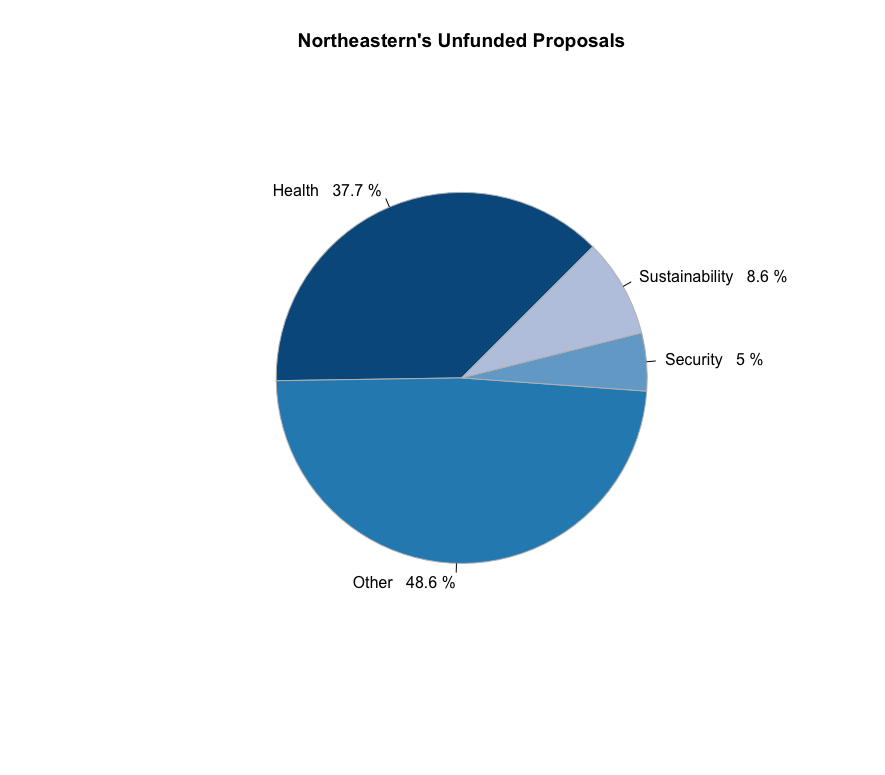 Northeastern's Unfunded Proposals
Health 37.7 %
Sustainability 8.6 %
Security 5 %
Other 48.6 %